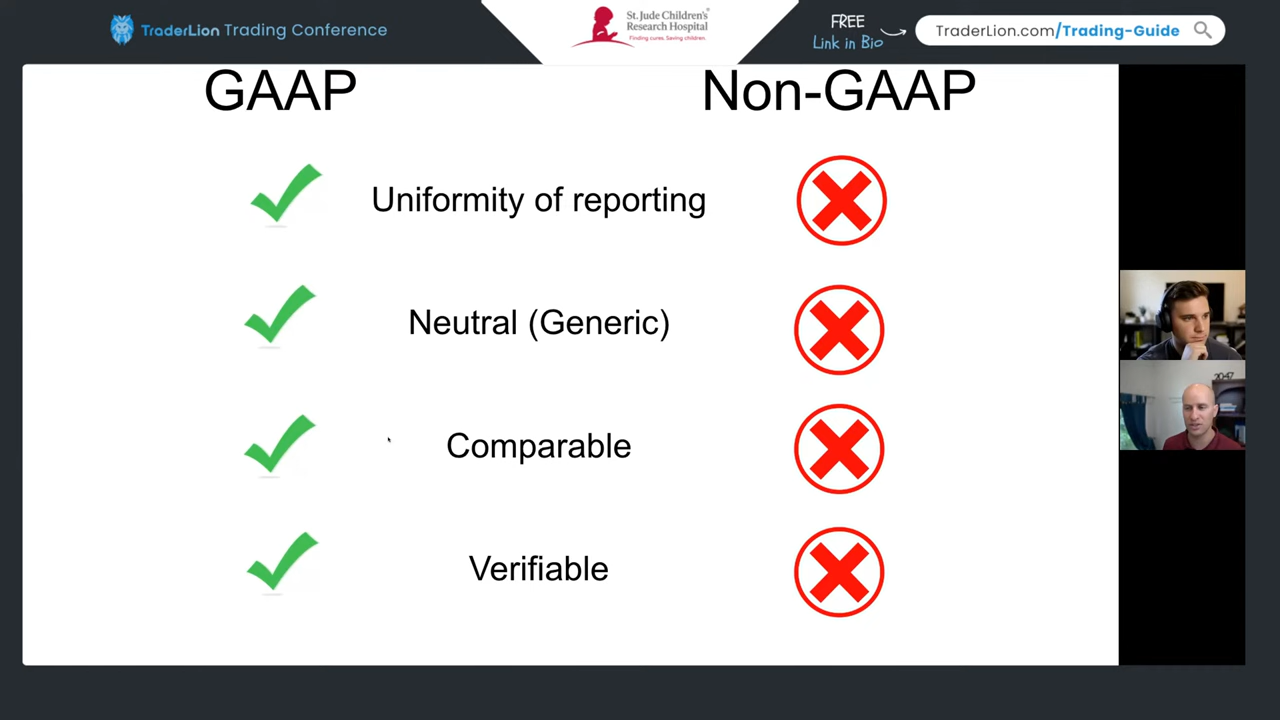 TraderLion Trading Conference
St. Jude Children's
Research Hospital
Finding cures. Saving children.
FREE
Link in Bio
TraderLion.com/Trading-Guide
GAAP
Non-GAAP
Uniformity of reporting
Neutral (Generic)
Comparable
Verifiable